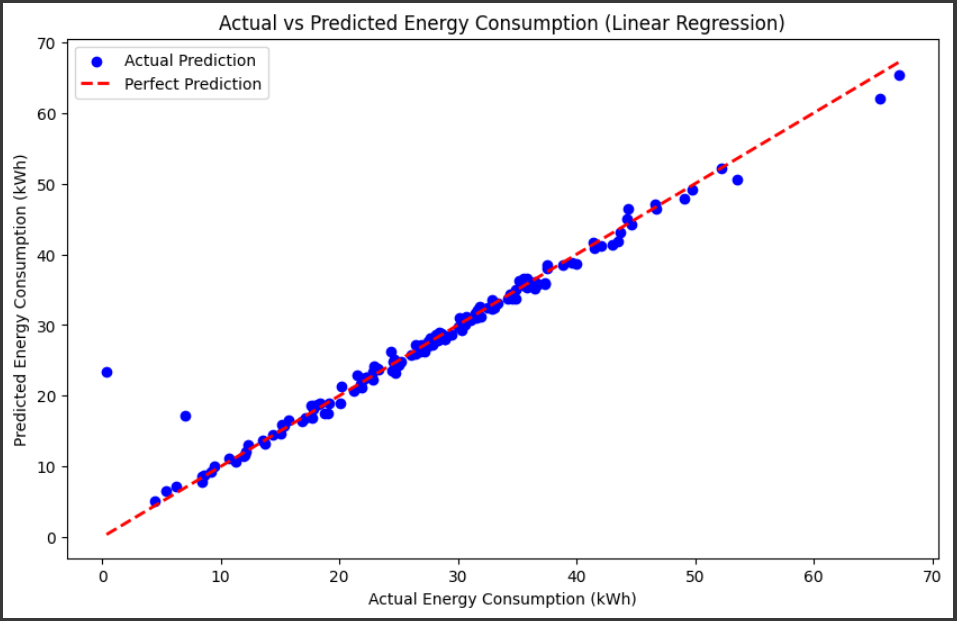 Actual vs Predicted Energy Consumption (Linear Regression)
Actual Prediction
Perfect Prediction
Predicted Energy Consumption (kWh)
70
60
50
40
30
20
10
0
0 10 20 30 40 50 60 70
Actual Energy Consumption (kWh)